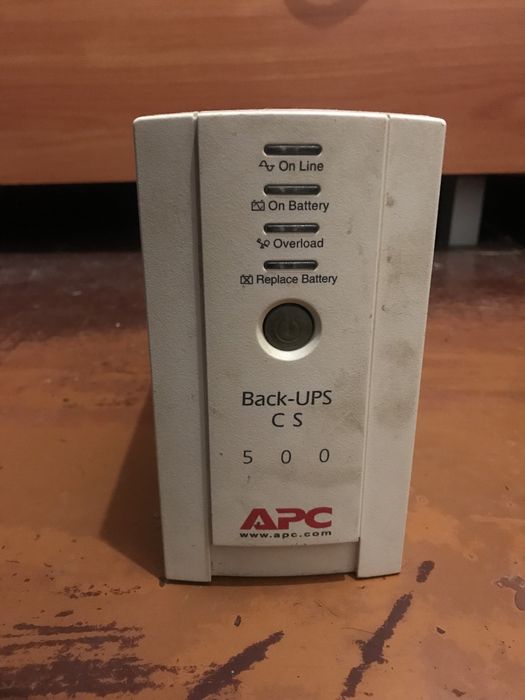 On Line
On Battery
Overload
Replace Battery
Back-UPS
CS
500
APC
www.apc.com